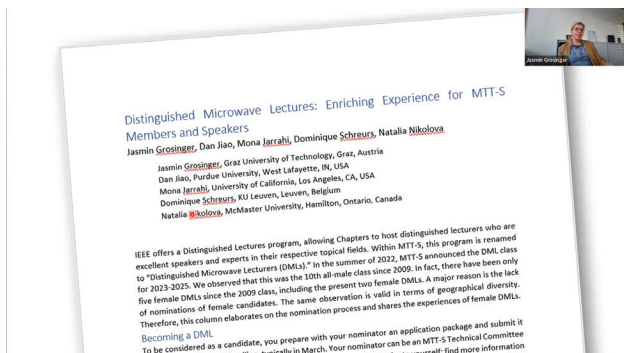 Jasmin Grosinger
Distinguished Microwave Lectures: Enriching Experience for MTT-S
Members and Speakers
Jasmin Grosinger, Dan Jiao, Mona Jarrahi, Dominique Schreurs, Natalia Nikolova
Jasmin Grosinger, Graz University of Technology, Graz, Austria
Dan Jiao, Purdue University, West Lafayette, IN, USA
Mona Jarrahi, University of California, Los Angeles, CA, USA
Dominique Schreurs, KU Leuven, Leuven, Belgium
Natalia Nikolova, McMaster University, Hamilton, Ontario, Canada
IEEE offers a Distinguished Lectures program, allowing Chapters to host distinguished lecturers who are
excellent speakers and experts in their respective topical fields. Within MTT-S, this program is renamed
to “Distinguished Microwave Lecturers (DMLs).” In the summer of 2022, MTT-S announced the DML class
for 2023-2025. We observed that this was the 10th all-male class since 2009. In fact, there have been only
five female DMLs since the 2009 class, including the present two female DMLs. A major reason is the lack
of nominations of female candidates. The same observation is valid in terms of geographical diversity.
Therefore, this column elaborates on the nomination process and shares the experiences of female DMLs.
Becoming a DML
To be considered as a candidate, you prepare with your nominator an application package and submit it
typically in March. Your nominator can be an MTT-S Technical Committee
yourself; find more information